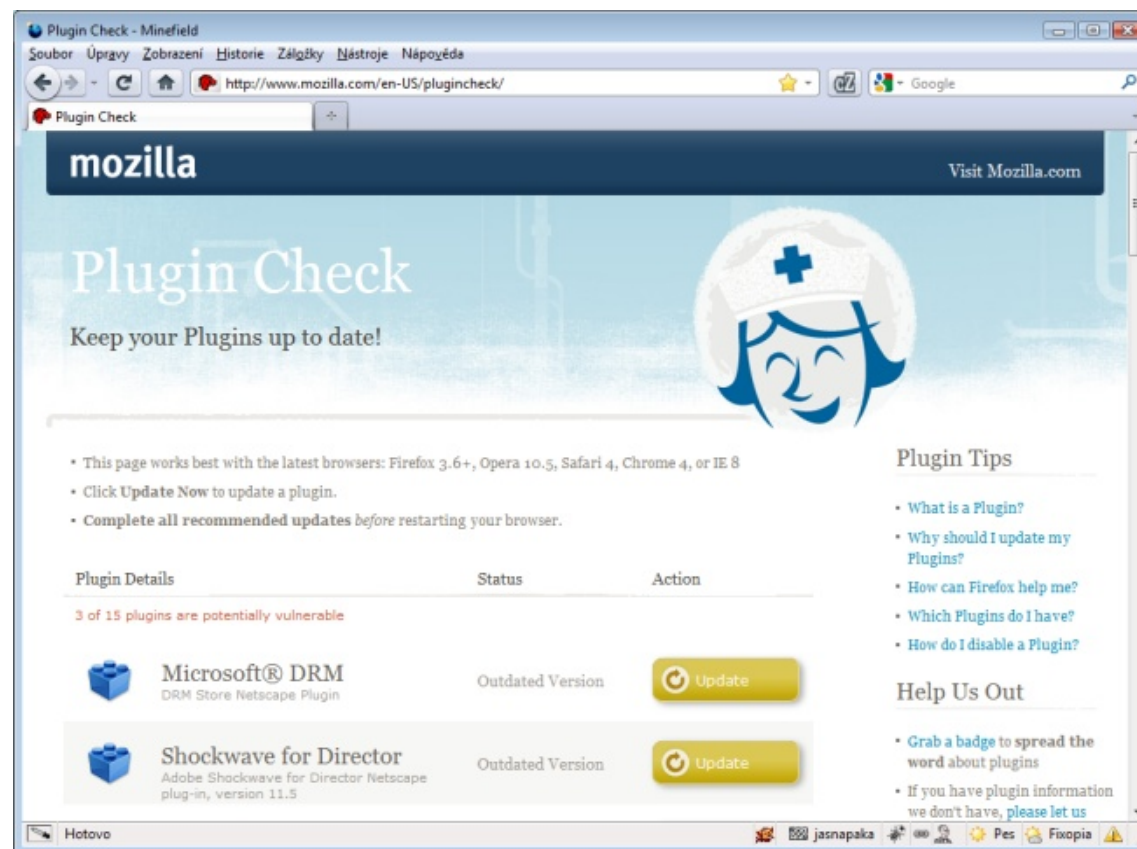 Plugin Check - Minefield
Soubor Úpravy Zobrazení Historie Záložky Nástroje Nápověda
http://www.mozilla.com/en-US/plugincheck/
Google
Plugin Check
mozilla
Visit Mozilla.com
Plugin Check
Keep your Plugins up to date!
• This page works best with the latest browsers: Firefox 3.6+, Opera 10.5, Safari 4, Chrome 4, or IE 8
• Click Update Now to update a plugin.
• Complete all recommended updates before restarting your browser.
Plugin Details Status Action
3 of 15 plugins are potentially vulnerable
Microsoft® DRM
DRM Store Netscape Plugin
Outdated Version
Update
Shockwave for Director
Adobe Shockwave for Director Netscape
plug-in, version 11.5
Outdated Version
Update
Plugin Tips
• What is a Plugin?
• Why should I update my
Plugins?
• How can Firefox help me?
• Which Plugins do I have?
• How do I disable a Plugin?
Help Us Out
• Grab a badge to spread the
word about plugins
• If you have plugin information
we don't have, please let us
Hotovo
jasnapaka
Pes
Fixopia